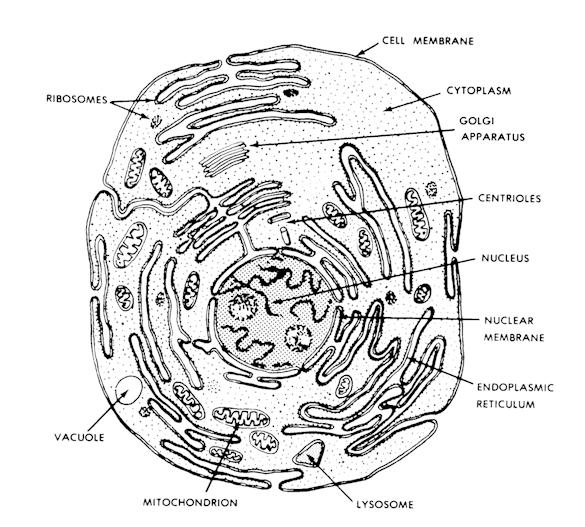 CELL MEMBRANE
CYTOPLASM
RIBOSOMES
GOLGI
APPARATUS
CENTRIOLES
NUCLEUS
NUCLEAR
MEMBRANE
ENDOPLASMIC
RETICULUM
VACUOLE
MITOCHONDRION
LYSOSOME